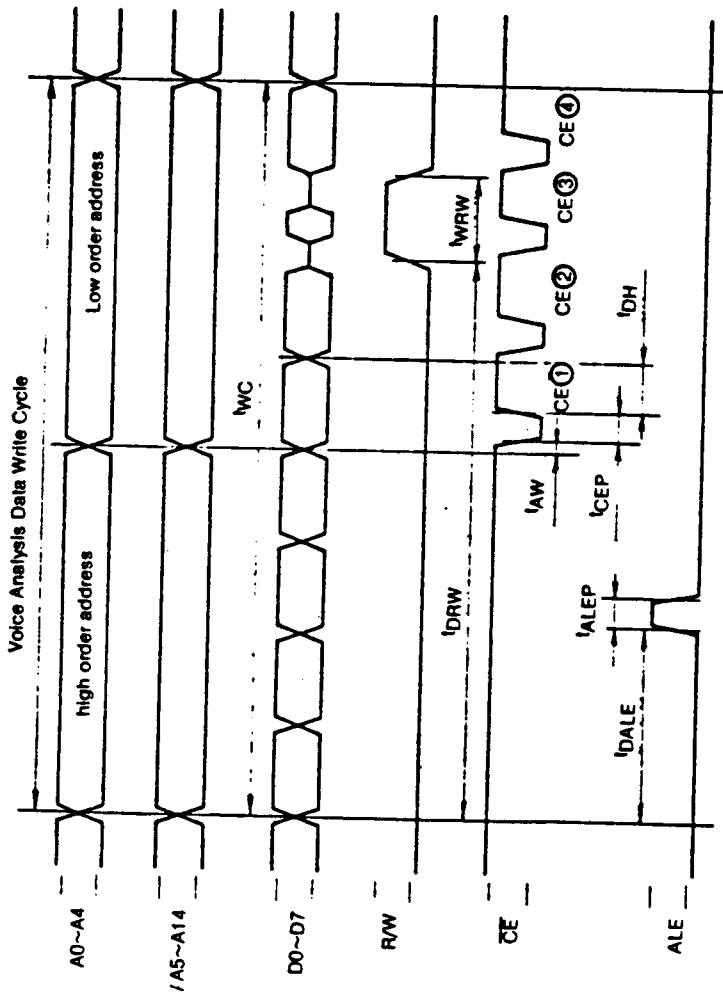 Voice Analysis Data Write Cycle
A0~A4
high order address
Low order address
/ A5~A14
tWC
D0~D7
R/W
tDRW
tWRW
CE
CE①
CE②
CE③
CE④
tAW
tCEP
tDH
ALE
tDALE
tALEP